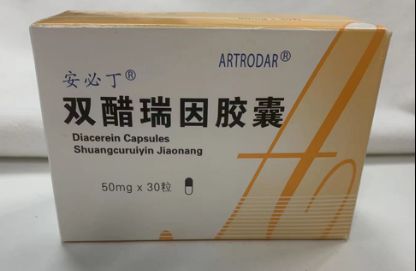 ARTRODAR®
安必丁®
双醋瑞因胶囊
Diacerein Capsules
Shuangcuruiyin Jiaonang
50mg x 30粒